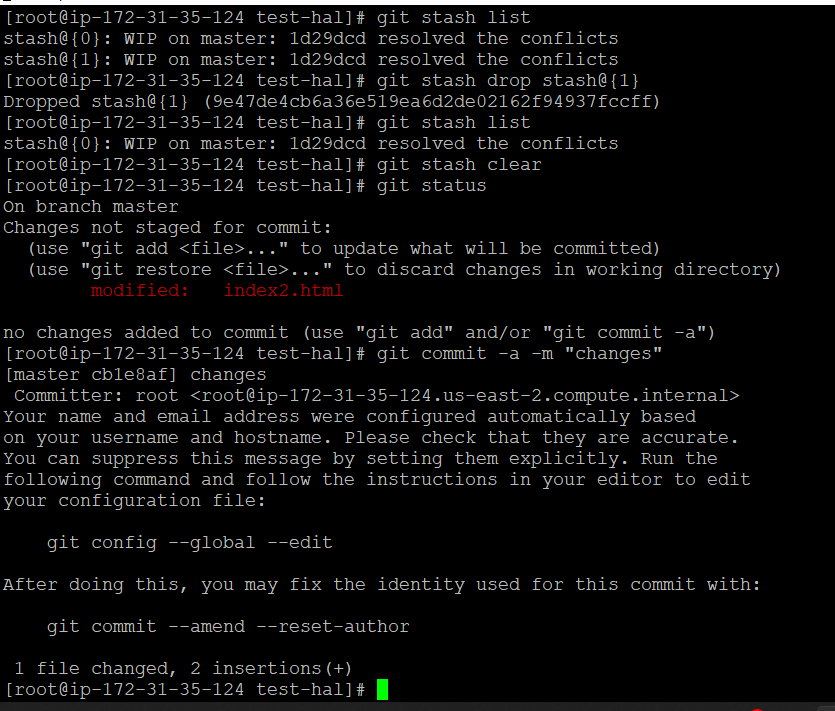 [root@ip-172-31-35-124 test-hal]# git stash list
stash@{0}: WIP on master: 1d29dcd resolved the conflicts
stash@{1}: WIP on master: 1d29dcd resolved the conflicts
[root@ip-172-31-35-124 test-hal]# git stash drop stash@{1}
Dropped stash@{1} (9e47de4cb6a36e519ea6d2de02162f94937fccff)
[root@ip-172-31-35-124 test-hal]# git stash list
stash@{0}: WIP on master: 1d29dcd resolved the conflicts
[root@ip-172-31-35-124 test-hal]# git stash clear
[root@ip-172-31-35-124 test-hal]# git status
On branch master
Changes not staged for commit:
  (use "git add <file>..." to update what will be committed)
  (use "git restore <file>..." to discard changes in working directory)
        modified:   index2.html

no changes added to commit (use "git add" and/or "git commit -a")
[root@ip-172-31-35-124 test-hal]# git commit -a -m "changes"
[master cb1e8af] changes
 Committer: root <root@ip-172-31-35-124.us-east-2.compute.internal>
Your name and email address were configured automatically based
on your username and hostname. Please check that they are accurate.
You can suppress this message by setting them explicitly. Run the
following command and follow the instructions in your editor to edit
your configuration file:

    git config --global --edit

After doing this, you may fix the identity used for this commit with:

    git commit --amend --reset-author

 1 file changed, 2 insertions(+)
[root@ip-172-31-35-124 test-hal]#